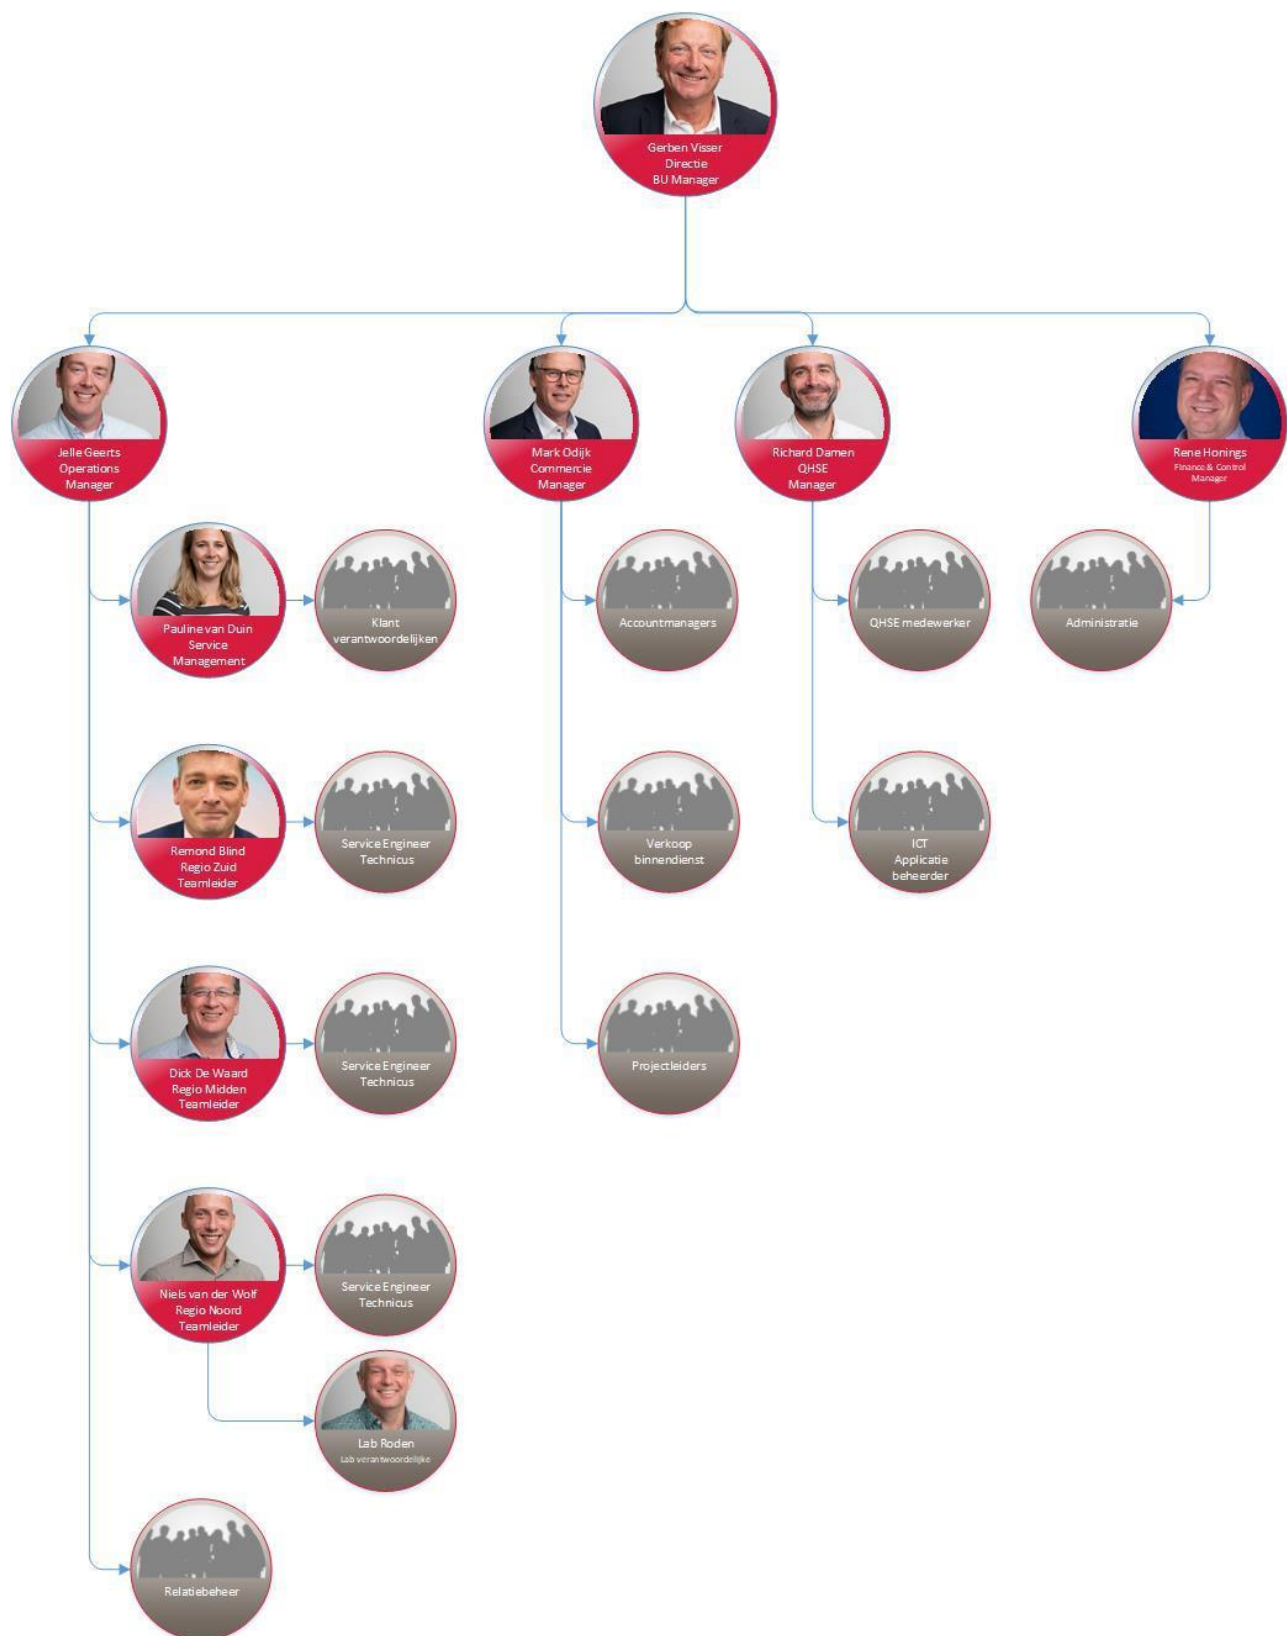 Gerben Visser
Directie
BU Manager
Jelle Geerts
Operations
Manager
Mark Odijk
Commercie
Manager
Richard Damen
QHSE
Manager
Rene Honings
Finance & Control
Manager
Pauline van Duin
Service
Management
Klant
verantwoordelijken
Accountmanagers
QHSE medewerker
Administratie
Remond Blind
Regio Zuid
Teamleider
Service Engineer
Technicus
Verkoop
binnendienst
ICT
Applicatie
beheerder
Dick De Waard
Regio Midden
Teamleider
Service Engineer
Technicus
Projectleiders
Niels van der Wolf
Regio Noord
Teamleider
Service Engineer
Technicus
Lab Roden
Lab verantwoordelijke
Relatiebeheer